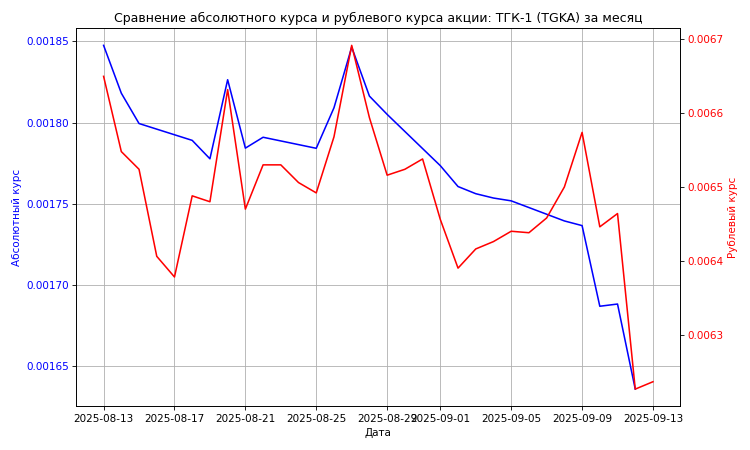 Сравнение абсолютного курса и рублевого курса акции: ТГК-1 (TGKA) за месяц
0.00185
0.00180
0.00175
0.00170
0.00165
Абсолютный курс
0.0067
0.0066
0.0065
0.0064
0.0063
Рублевый курс
2025-08-13 2025-08-17 2025-08-21 2025-08-25 2025-08-29 2025-09-01 2025-09-05 2025-09-09 2025-09-13
Дата